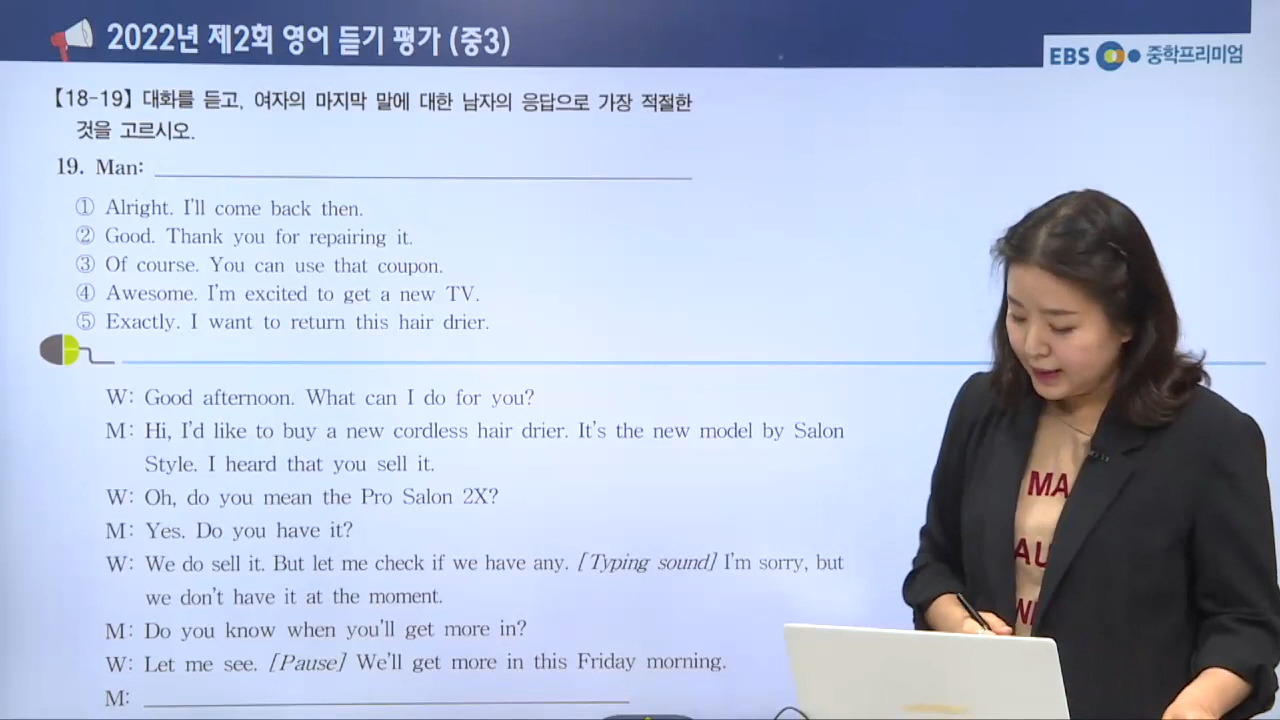 2022년 제2회 영어 듣기 평가 (중3)
EBS 중학프리미엄
【18-19】 대화를 듣고, 여자의 마지막 말에 대한 남자의 응답으로 가장 적절한
것을 고르시오.
19. Man:
① Alright. I'll come back then.
② Good. Thank you for repairing it.
③ Of course. You can use that coupon.
④ Awesome. I'm excited to get a new TV.
⑤ Exactly. I want to return this hair drier.
W: Good afternoon. What can I do for you?
M: Hi, I'd like to buy a new cordless hair drier. It's the new model by Salon
Style. I heard that you sell it.
W: Oh, do you mean the Pro Salon 2X?
M: Yes. Do you have it?
W: We do sell it. But let me check if we have any. [Typing sound] I'm sorry, but
we don't have it at the moment.
M: Do you know when you'll get more in?
W: Let me see. [Pause] We'll get more in this Friday morning.
M:
MA
AU